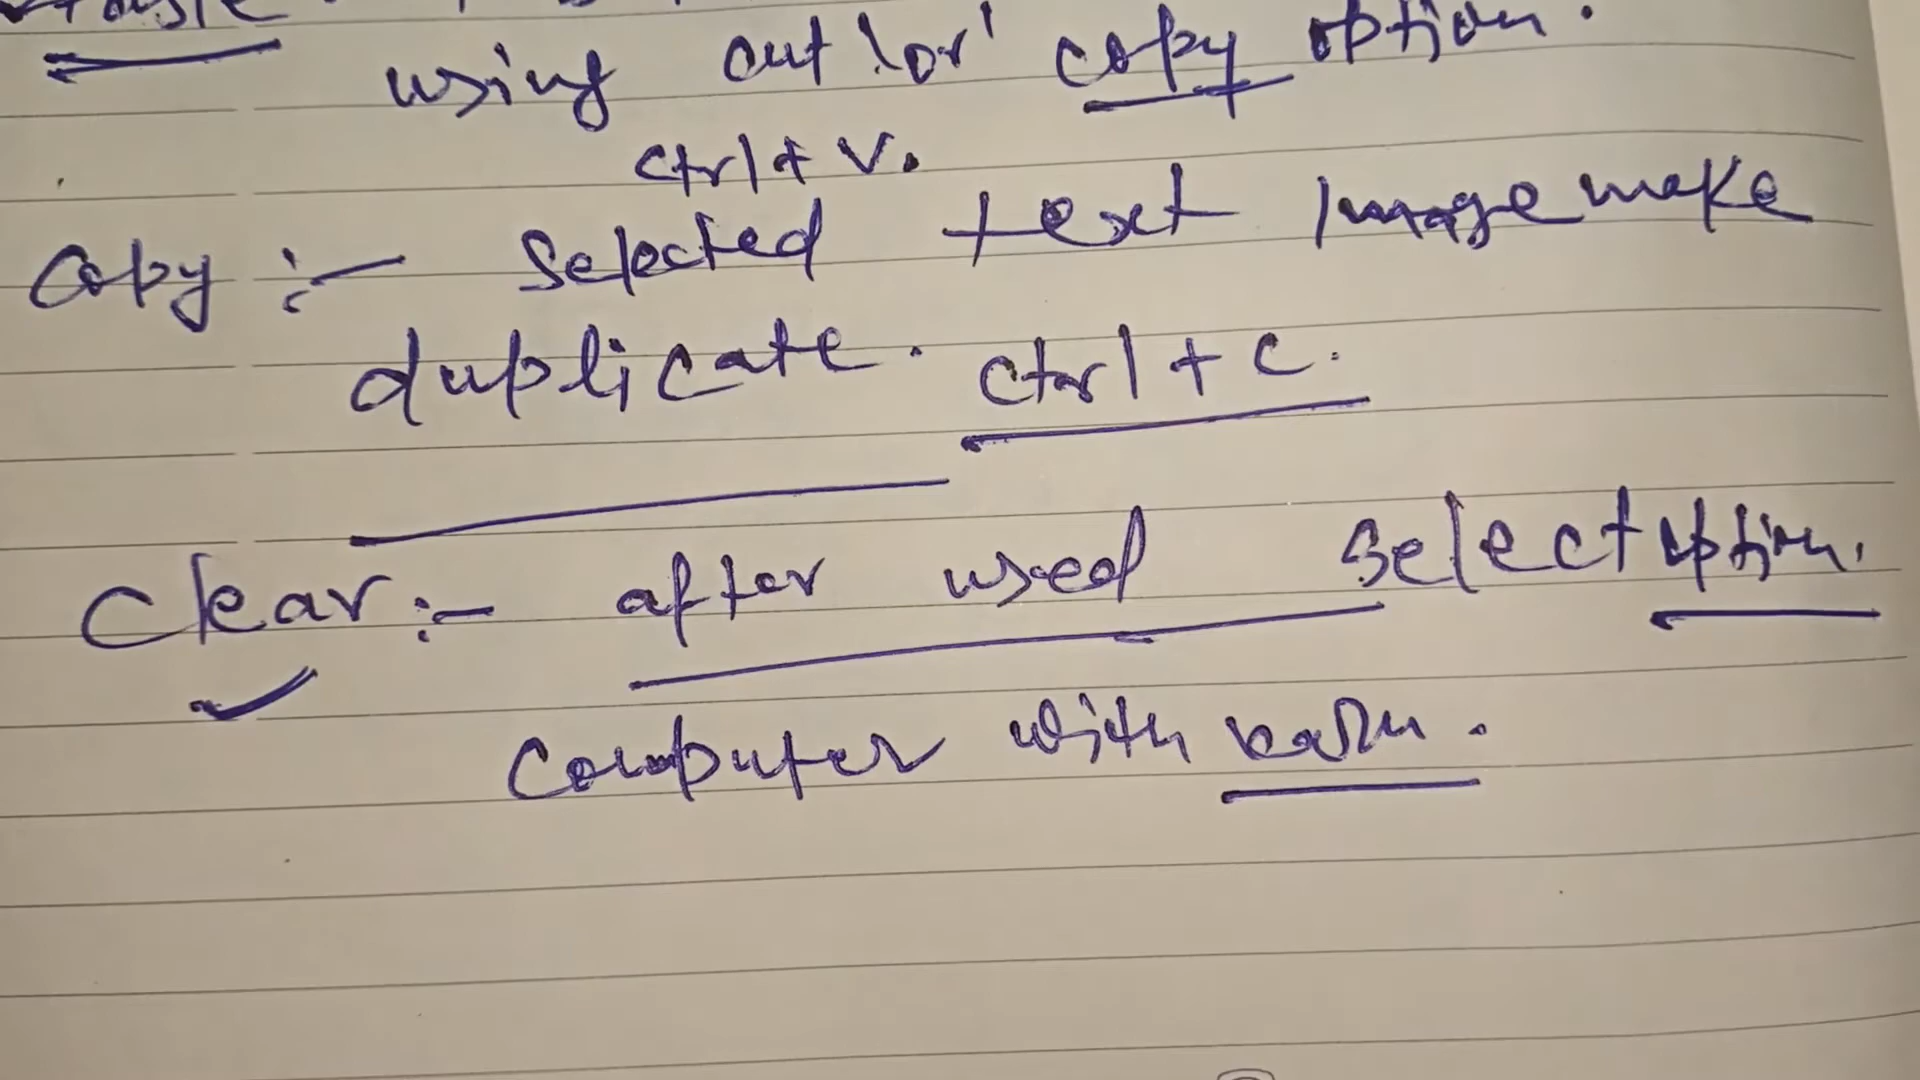 using cut 'or' copy option.
Ctrl + V.
Copy :- Selected text Image make
duplicate. Ctrl + C.
Clear :- after used select option.
Computer with